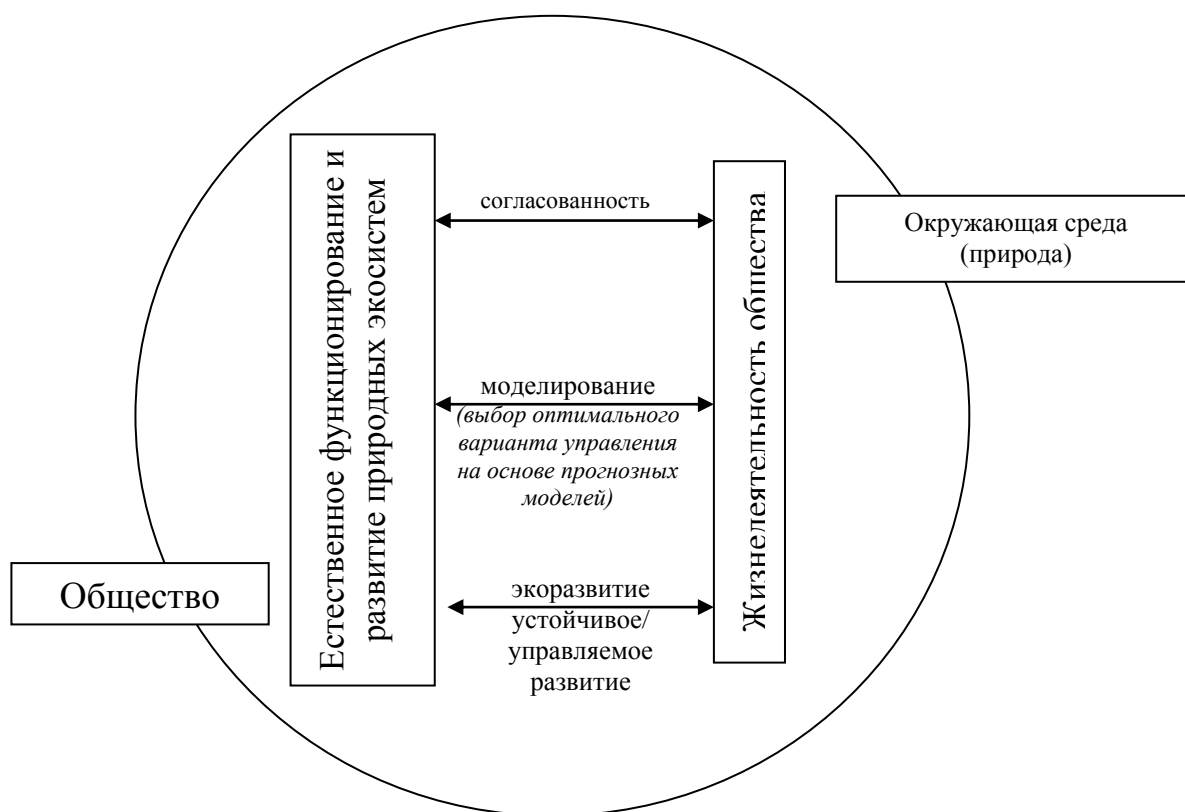 Естественное функционирование и
развитие природных экосистем
согласованность
моделирование
(выбор оптимального
варианта управления
на основе прогнозных
моделей)
экоразвитие
устойчивое/
управляемое
развитие
Жизнедеятельность общества
Окружающая среда
(природа)
Общество